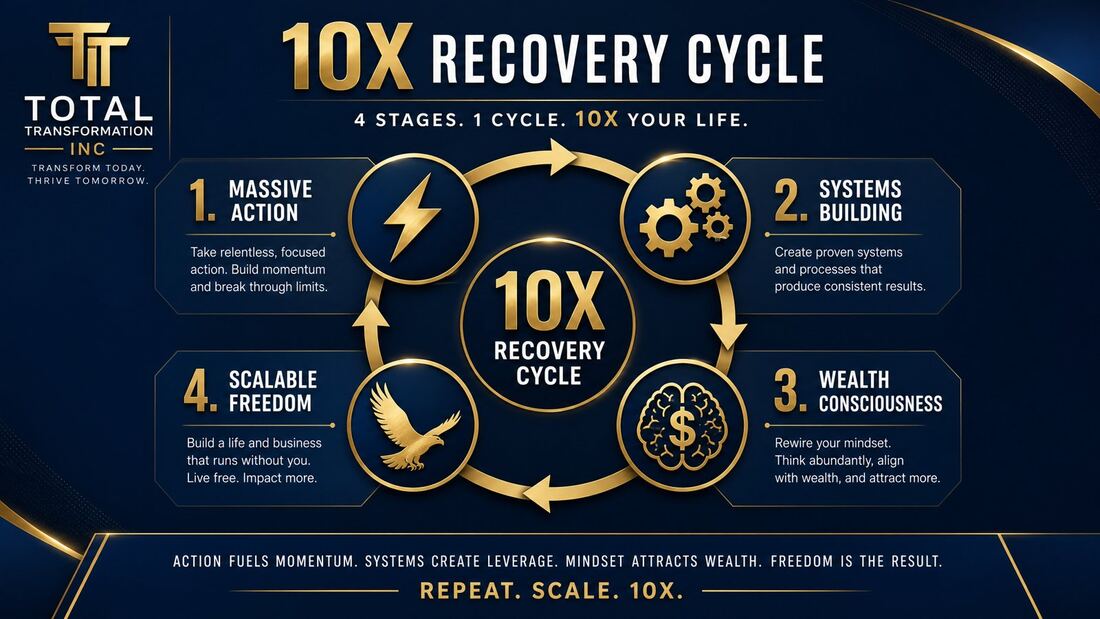 TT
TOTAL
TRANSFORMATION
INC
TRANSFORM TODAY.
THRIVE TOMORROW.
10X RECOVERY CYCLE
4 STAGES. 1 CYCLE. 10X YOUR LIFE.
1. MASSIVE
ACTION
Take relentless, focused
action. Build momentum
and break through limits.
2. SYSTEMS
BUILDING
Create proven systems
and processes that
produce consistent results.
10X
RECOVERY
CYCLE
3. WEALTH
CONSCIOUSNESS
$
Rewire your mindset.
Think abundantly, align
with wealth, and attract more.
4. SCALABLE
FREEDOM
Build a life and business
that runs without you.
Live free. Impact more.
ACTION FUELS MOMENTUM. SYSTEMS CREATE LEVERAGE. MINDSET ATTRACTS WEALTH. FREEDOM IS THE RESULT.
REPEAT. SCALE. 10X.